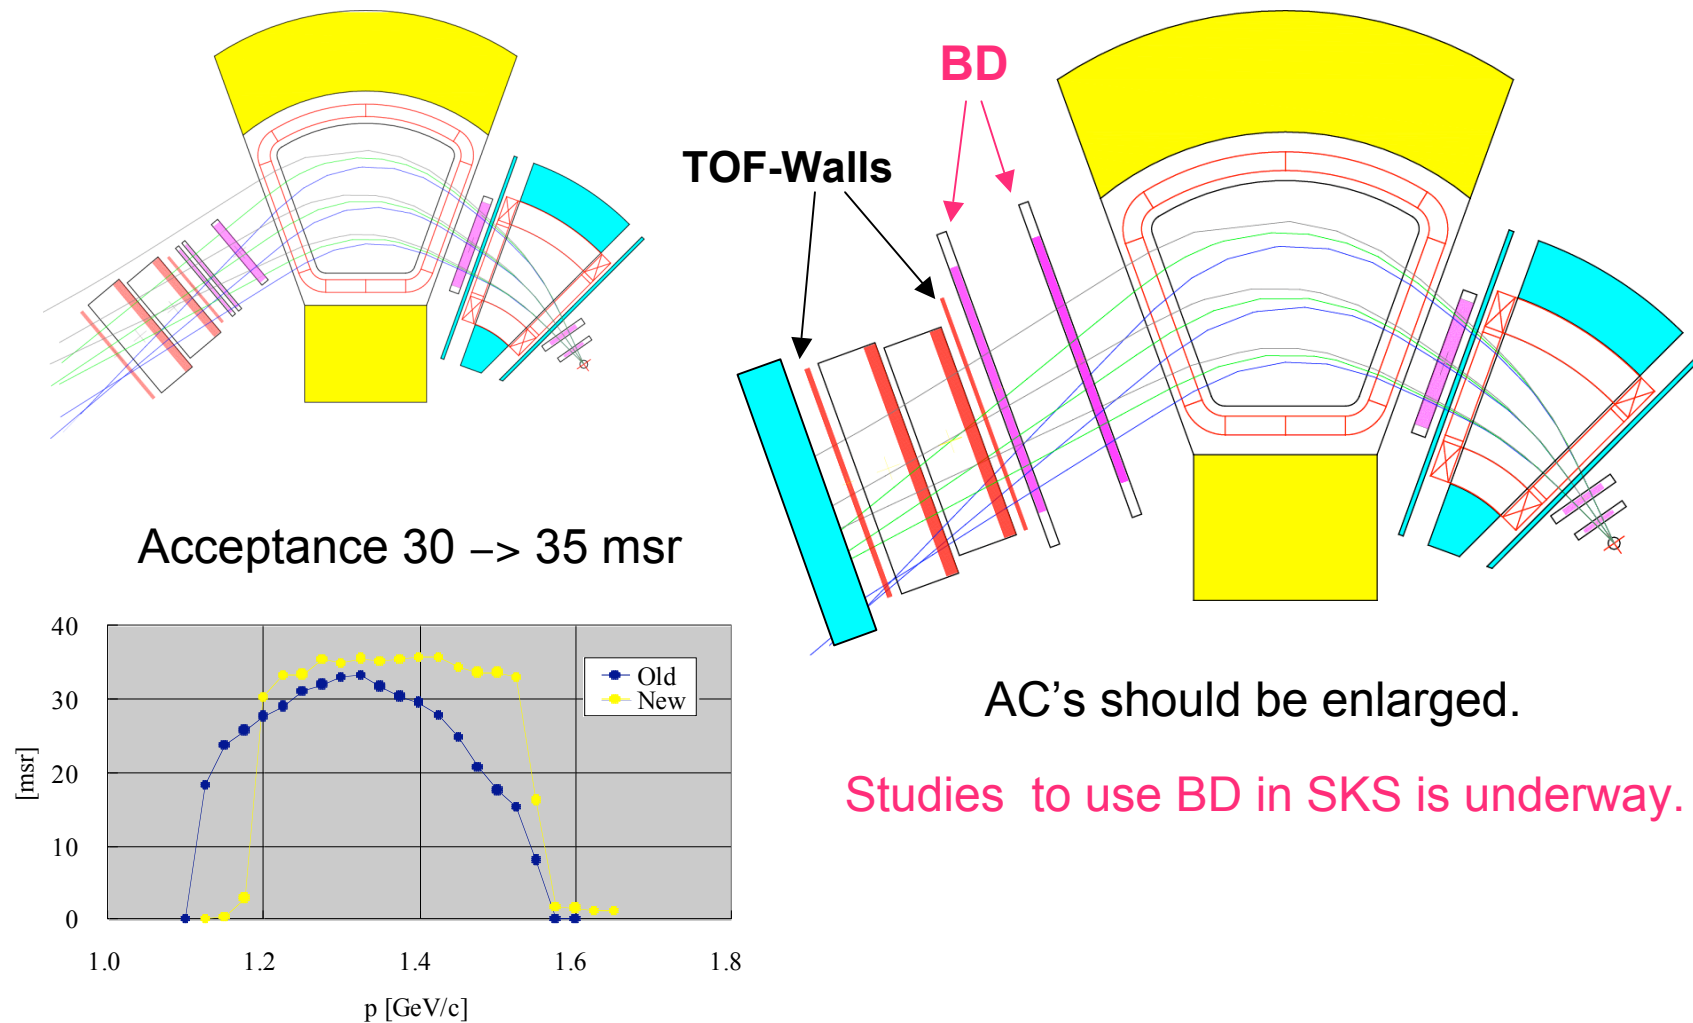 BD
TOF-Walls
Acceptance 30 –> 35 msr
40
30
20
10
0
[msr]
Old
New
1.0 1.2 1.4 1.6 1.8
p [GeV/c]
AC's should be enlarged.
Studies to use BD in SKS is underway.